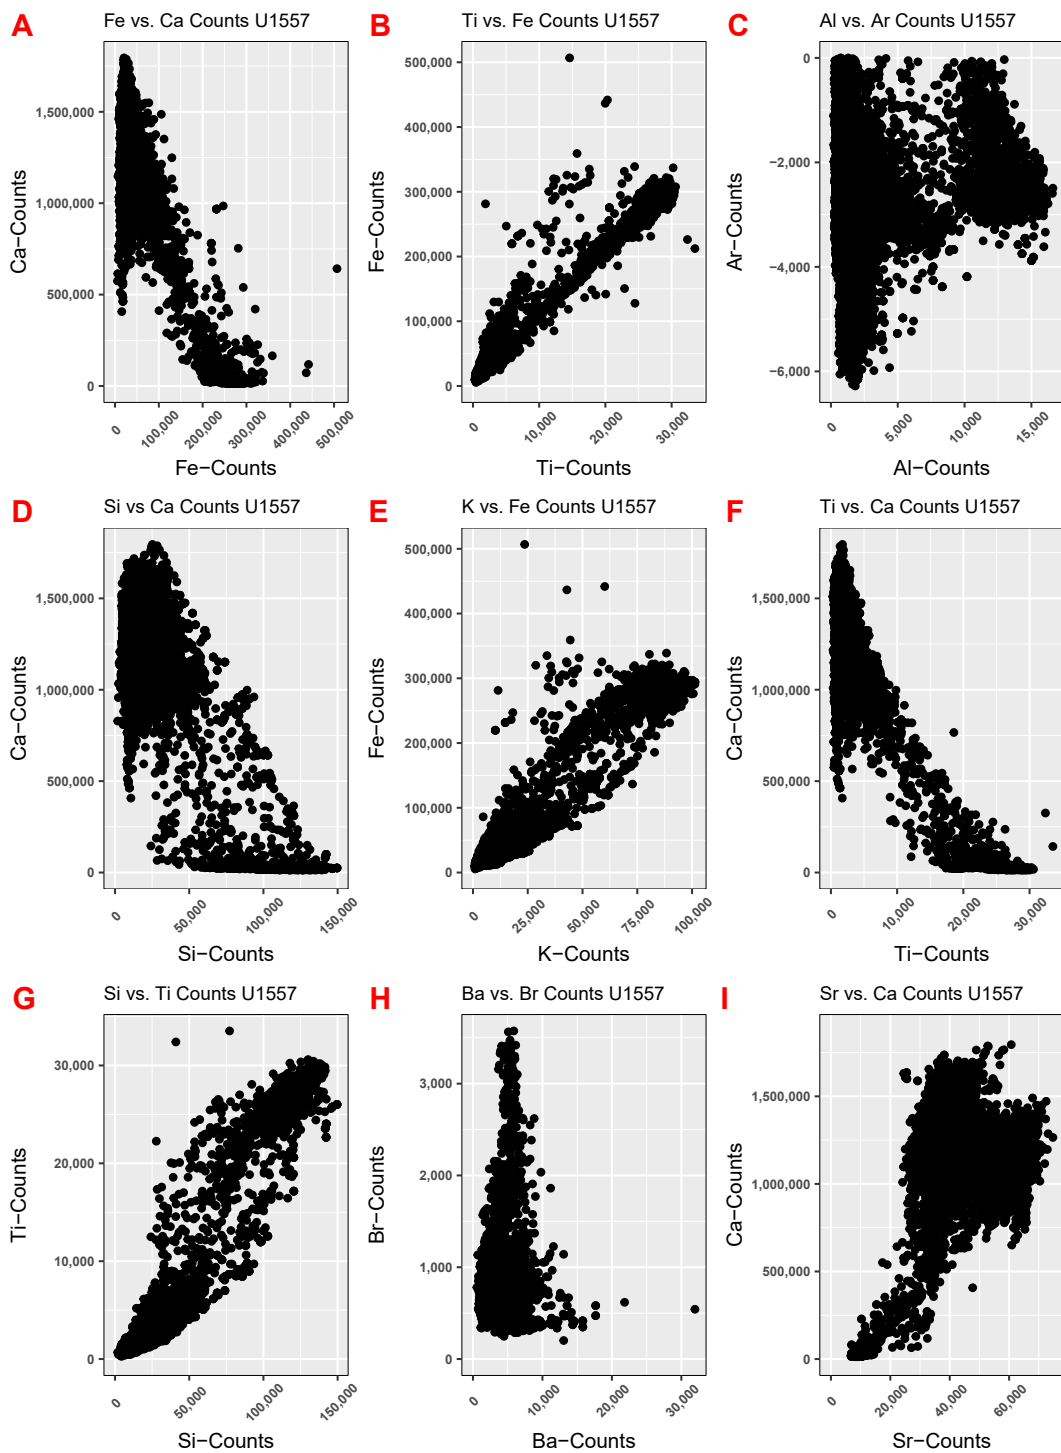 A
Fe vs. Ca Counts U1557
Ca−Counts
1,500,000
1,000,000
500,000
0
0
100,000
200,000
300,000
400,000
500,000
Fe−Counts
B
Ti vs. Fe Counts U1557
Fe−Counts
500,000
400,000
300,000
200,000
100,000
0
0
10,000
20,000
30,000
Ti−Counts
C
Al vs. Ar Counts U1557
Ar−Counts
0
−2,000
−4,000
−6,000
0
5,000
10,000
15,000
Al−Counts
D
Si vs Ca Counts U1557
Ca−Counts
1,500,000
1,000,000
500,000
0
0
50,000
100,000
150,000
Si−Counts
E
K vs. Fe Counts U1557
Fe−Counts
500,000
400,000
300,000
200,000
100,000
0
0
25,000
50,000
75,000
100,000
K−Counts
F
Ti vs. Ca Counts U1557
Ca−Counts
1,500,000
1,000,000
500,000
0
0
10,000
20,000
30,000
Ti−Counts
G
Si vs. Ti Counts U1557
Ti−Counts
30,000
20,000
10,000
0
0
50,000
100,000
150,000
Si−Counts
H
Ba vs. Br Counts U1557
Br−Counts
3,000
2,000
1,000
0
0
10,000
20,000
30,000
Ba−Counts
I
Sr vs. Ca Counts U1557
Ca−Counts
1,500,000
1,000,000
500,000
0
0
20,000
40,000
60,000
Sr−Counts